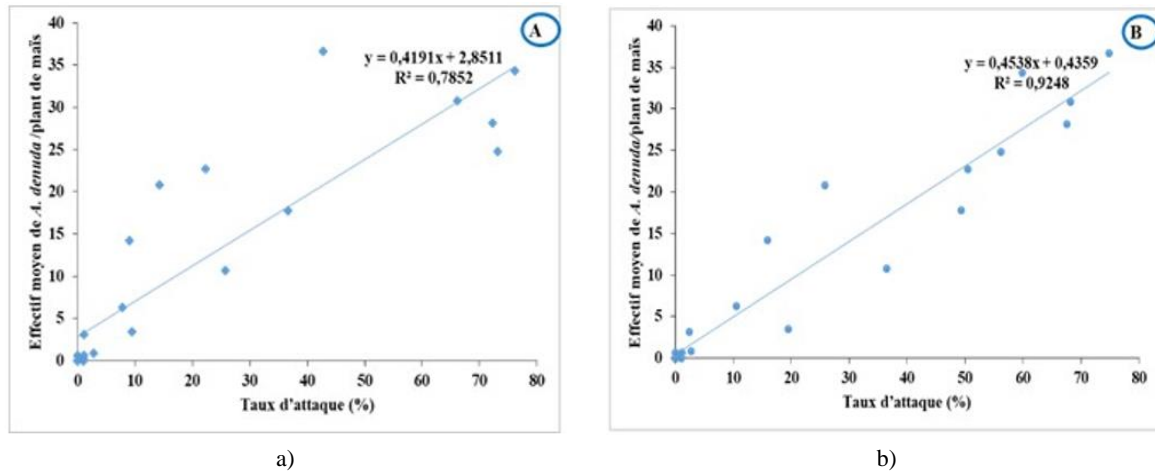 A
y = 0,4191x + 2,8511
R² = 0,7852
Effectif moyen de A. denuda/plant de maïs
40
35
30
25
20
15
10
5
0
0 10 20 30 40 50 60 70 80
Taux d'attaque (%)
a)
B
y = 0,4538x + 0,4359
R² = 0,9248
Effectif moyen de A. denuda/plant de maïs
40
35
30
25
20
15
10
5
0
0 10 20 30 40 50 60 70 80
Taux d'attaque (%)
b)